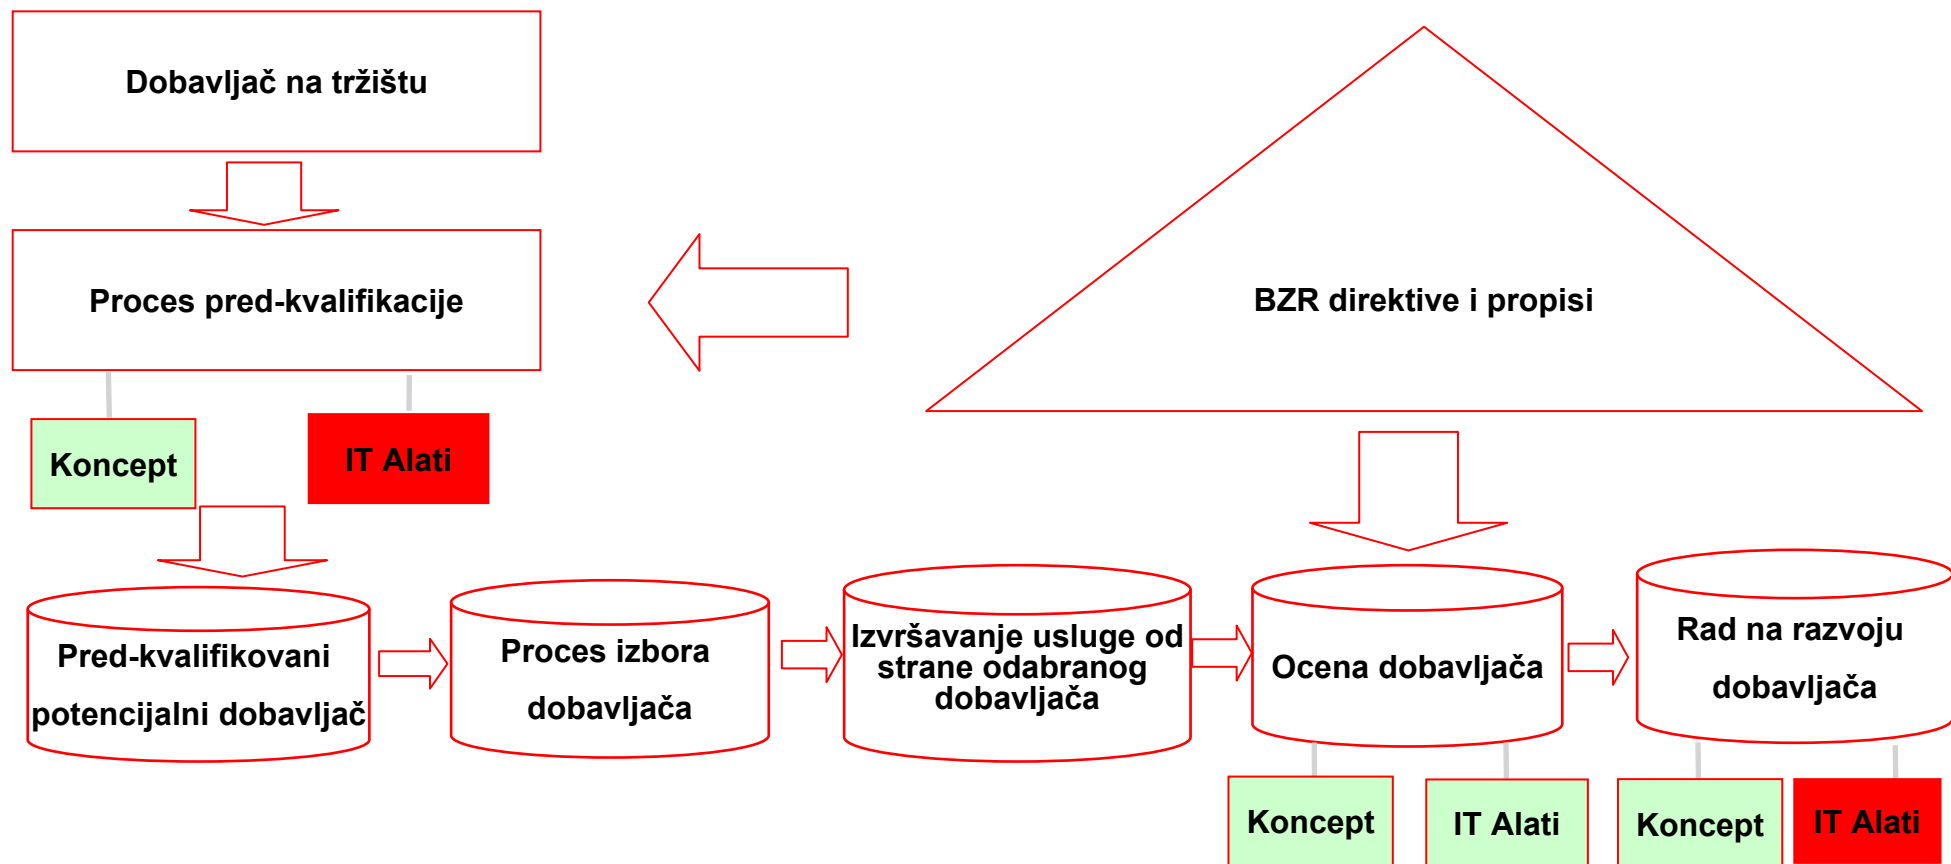 Dobavljač na tržištu
Proces pred-kvalifikacije
BZR direktive i propisi
Koncept
IT Alati
Pred-kvalifikovani
potencijalni dobavljač
Proces izbora
dobavljača
Izvršavanje usluge od
strane odabranog
dobavljača
Ocena dobavljača
Rad na razvoju
dobavljača
Koncept
IT Alati
Koncept
IT Alati